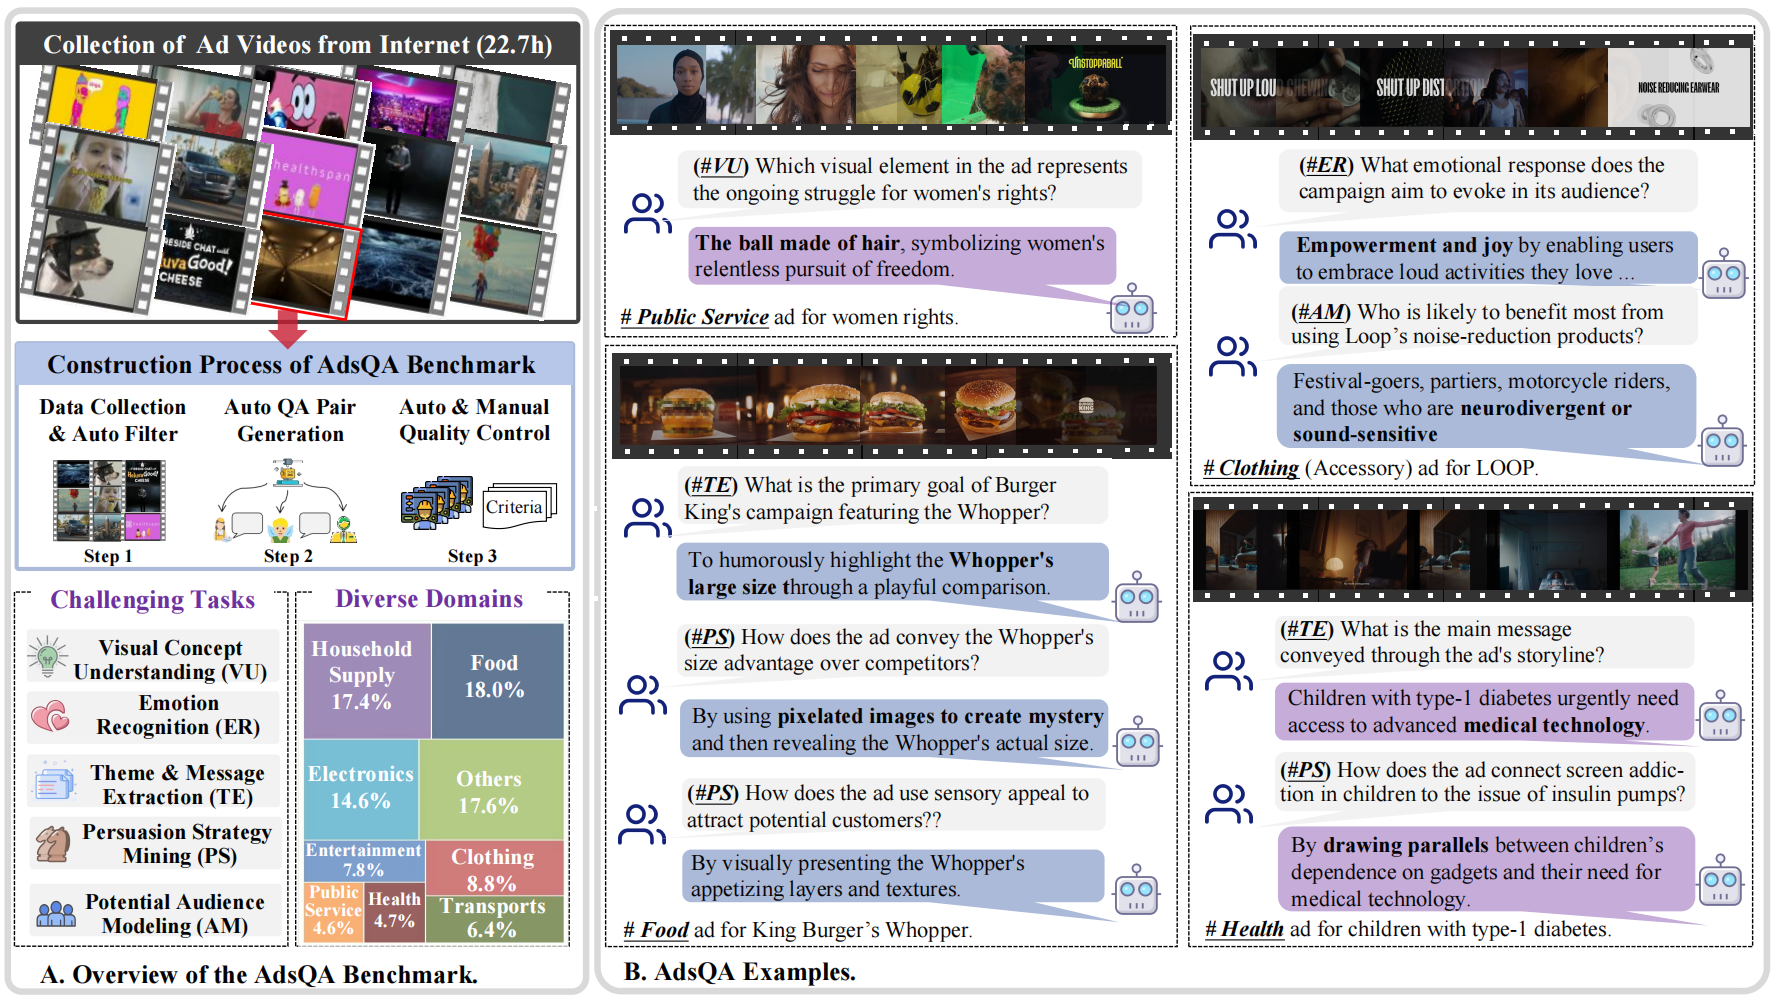 Collection of Ad Videos from Internet (22.7h)
healthspan
FIRESIDE CHAT with
HeluvaGood!
CHEESE
Construction Process of AdsQA Benchmark
Data Collection
& Auto Filter
Auto QA Pair
Generation
Auto & Manual
Quality Control
Criteria
Step 1
Step 2
Step 3
Challenging Tasks
Visual Concept
Understanding (VU)
Emotion
Recognition (ER)
Theme & Message
Extraction (TE)
Persuasion Strategy
Mining (PS)
Potential Audience
Modeling (AM)
Diverse Domains
Household
Supply
17.4%
Food
18.0%
Electronics
14.6%
Others
17.6%
Entertainment
7.8%
Clothing
8.8%
Public
Service
4.6%
Health
4.7%
Transports
6.4%
A. Overview of the AdsQA Benchmark.
UNSTOPPABALL
(#VU) Which visual element in the ad represents
the ongoing struggle for women's rights?
The ball made of hair, symbolizing women's
relentless pursuit of freedom.
# Public Service ad for women rights.
BURGER
KING
(#TE) What is the primary goal of Burger
King's campaign featuring the Whopper?
To humorously highlight the Whopper's
large size through a playful comparison.
(#PS) How does the ad convey the Whopper's
size advantage over competitors?
By using pixelated images to create mystery
and then revealing the Whopper's actual size.
(#PS) How does the ad use sensory appeal to
attract potential customers??
By visually presenting the Whopper's
appetizing layers and textures.
# Food ad for King Burger’s Whopper.
SHUT UP LOUD CHEWING
SHUT UP DISTORTION
NOISE REDUCING EARWEAR
(#ER) What emotional response does the
campaign aim to evoke in its audience?
Empowerment and joy by enabling users
to embrace loud activities they love ...
(#AM) Who is likely to benefit most from
using Loop’s noise-reduction products?
Festival-goers, partiers, motorcycle riders,
and those who are neurodivergent or
sound-sensitive
# Clothing (Accessory) ad for LOOP.
(#TE) What is the main message
conveyed through the ad's storyline?
Children with type-1 diabetes urgently need
access to advanced medical technology.
(#PS) How does the ad connect screen addic-
tion in children to the issue of insulin pumps?
By drawing parallels between children’s
dependence on gadgets and their need for
medical technology.
# Health ad for children with type-1 diabetes.
B. AdsQA Examples.